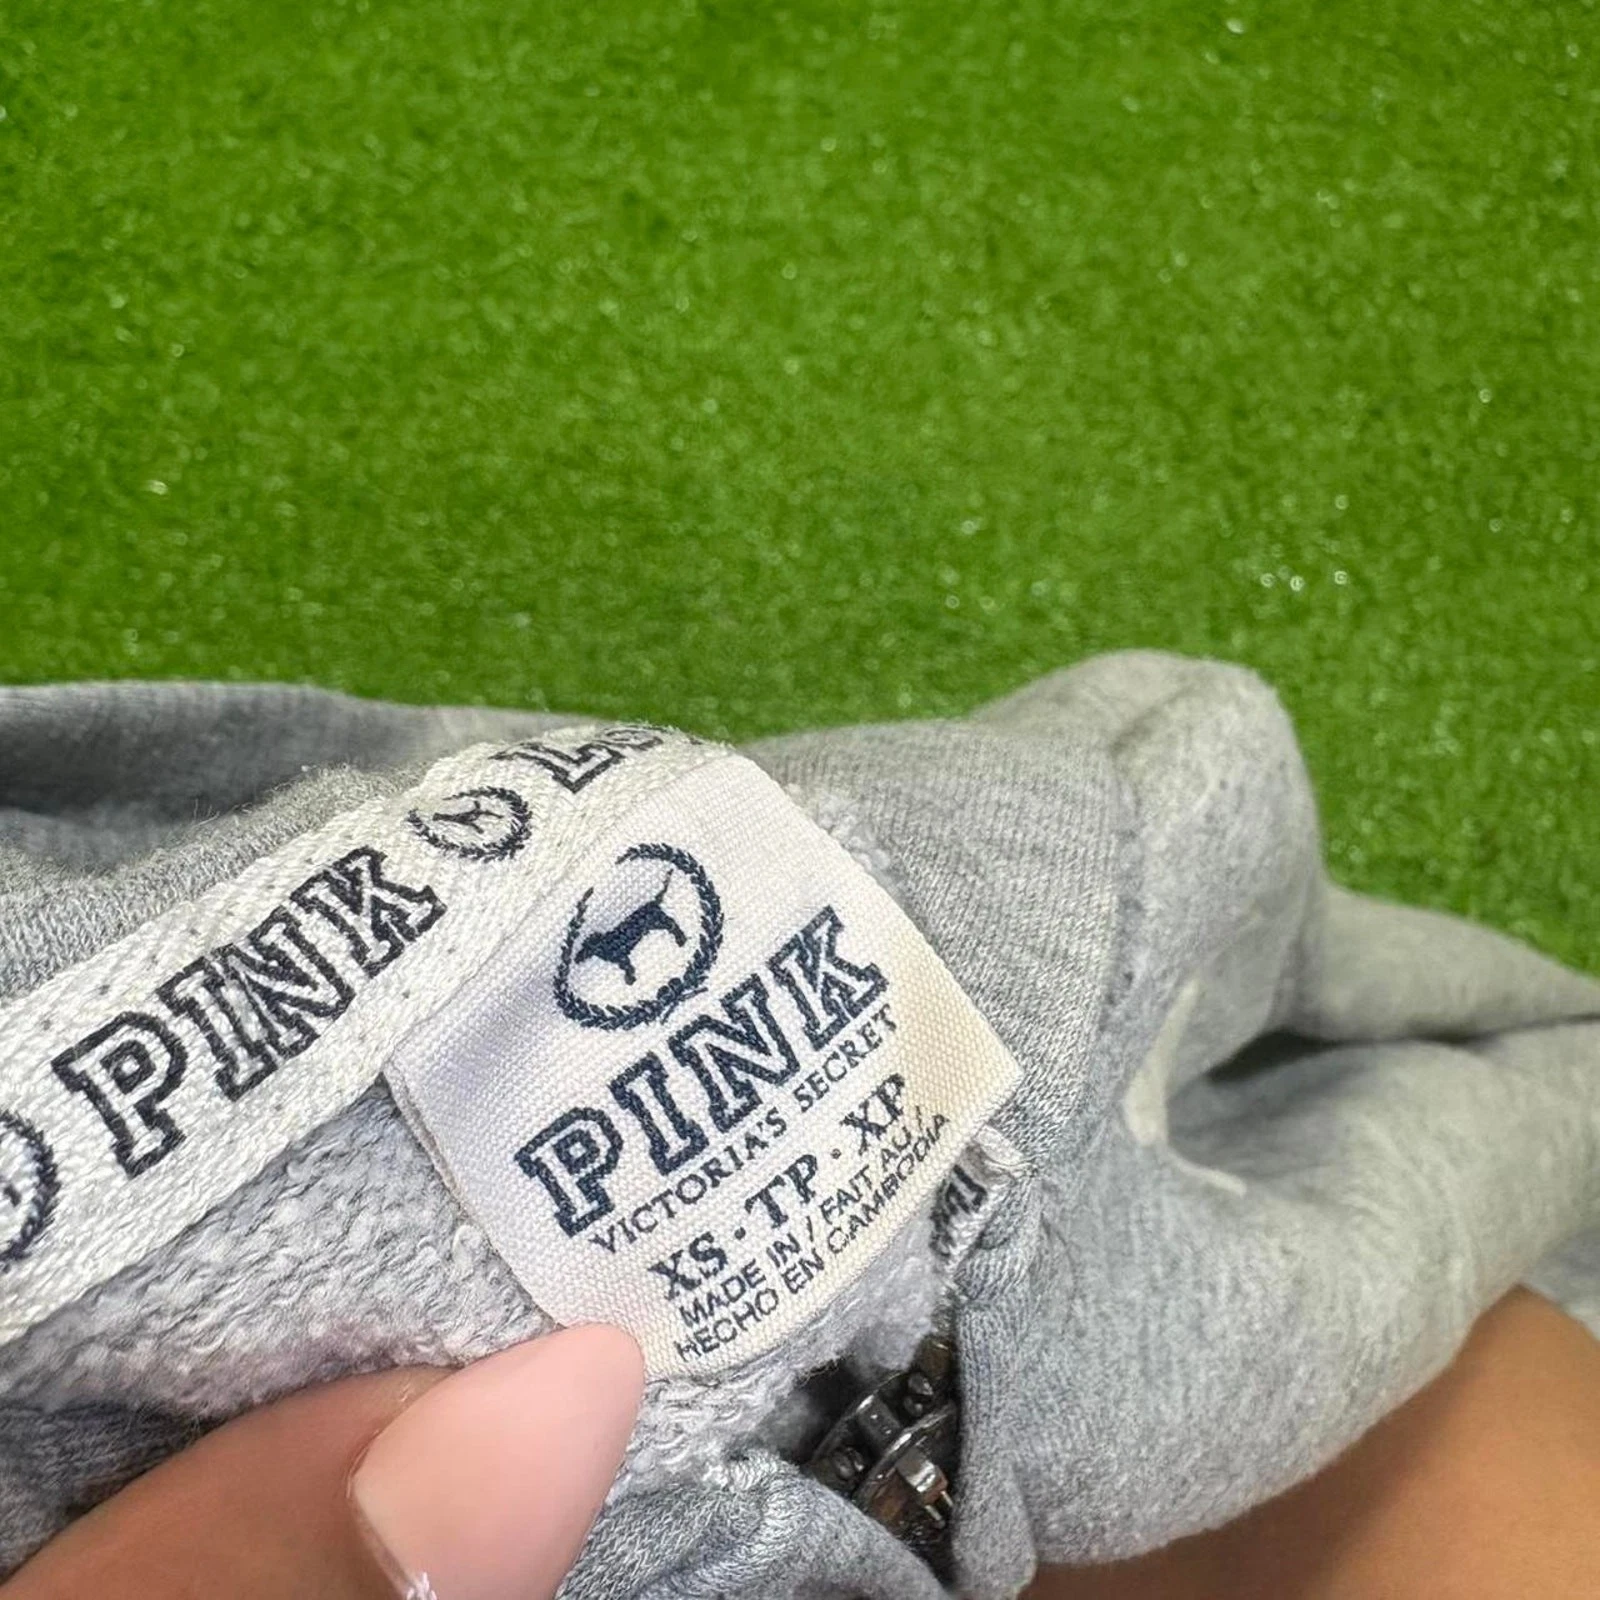 PINK
PINK
VICTORIA'S SECRET
XS · TP · XP
MADE IN / FAIT AU /
HECHO EN CAMBODIA